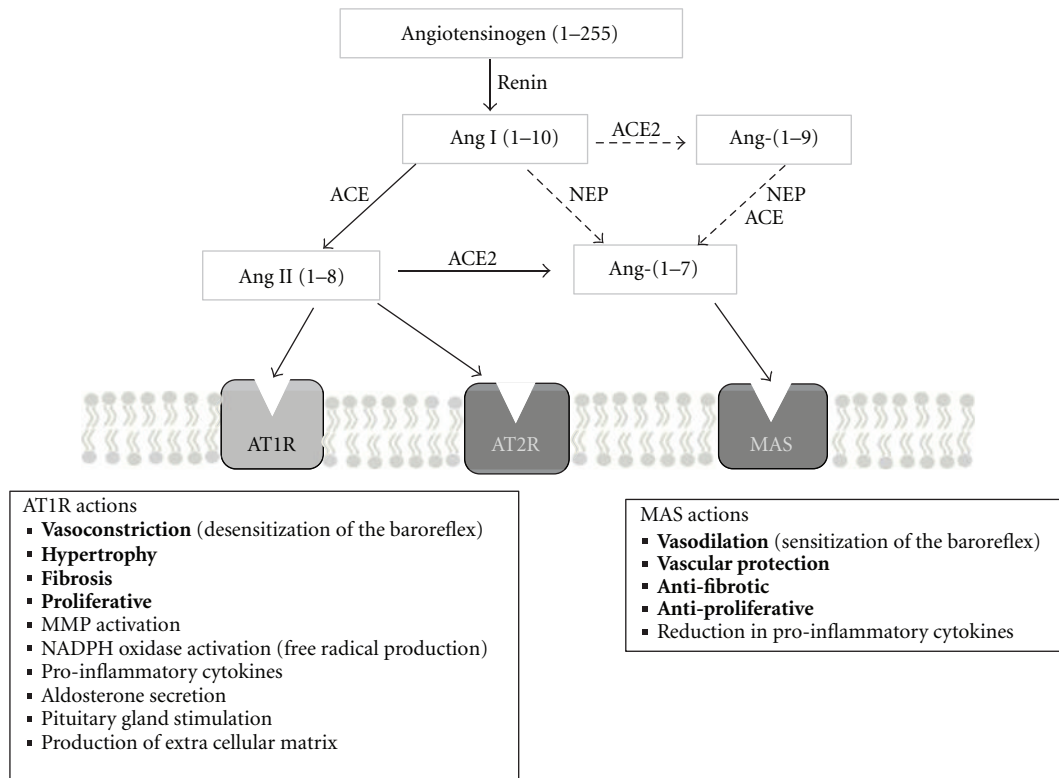 Angiotensinogen (1–255)
Renin
Ang I (1–10)
ACE2
Ang-(1–9)
ACE
NEP
NEP
ACE
Ang II (1–8)
ACE2
Ang-(1–7)
AT1R
AT2R
MAS
AT1R actions
▪ Vasoconstriction (desensitization of the baroreflex)
▪ Hypertrophy
▪ Fibrosis
▪ Proliferative
▪ MMP activation
▪ NADPH oxidase activation (free radical production)
▪ Pro-inflammatory cytokines
▪ Aldosterone secretion
▪ Pituitary gland stimulation
▪ Production of extra cellular matrix
MAS actions
▪ Vasodilation (sensitization of the baroreflex)
▪ Vascular protection
▪ Anti-fibrotic
▪ Anti-proliferative
▪ Reduction in pro-inflammatory cytokines